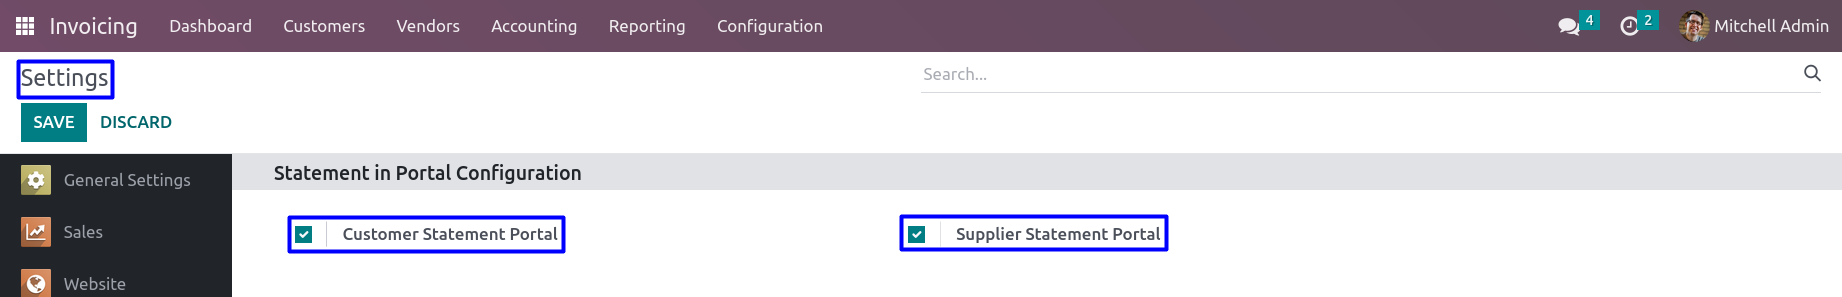 Invoicing Dashboard Customers Vendors Accounting Reporting Configuration 4 2 Mitchell Admin
Settings Search...
SAVE DISCARD
Statement in Portal Configuration
General Settings
Sales
Customer Statement Portal Supplier Statement Portal
Website